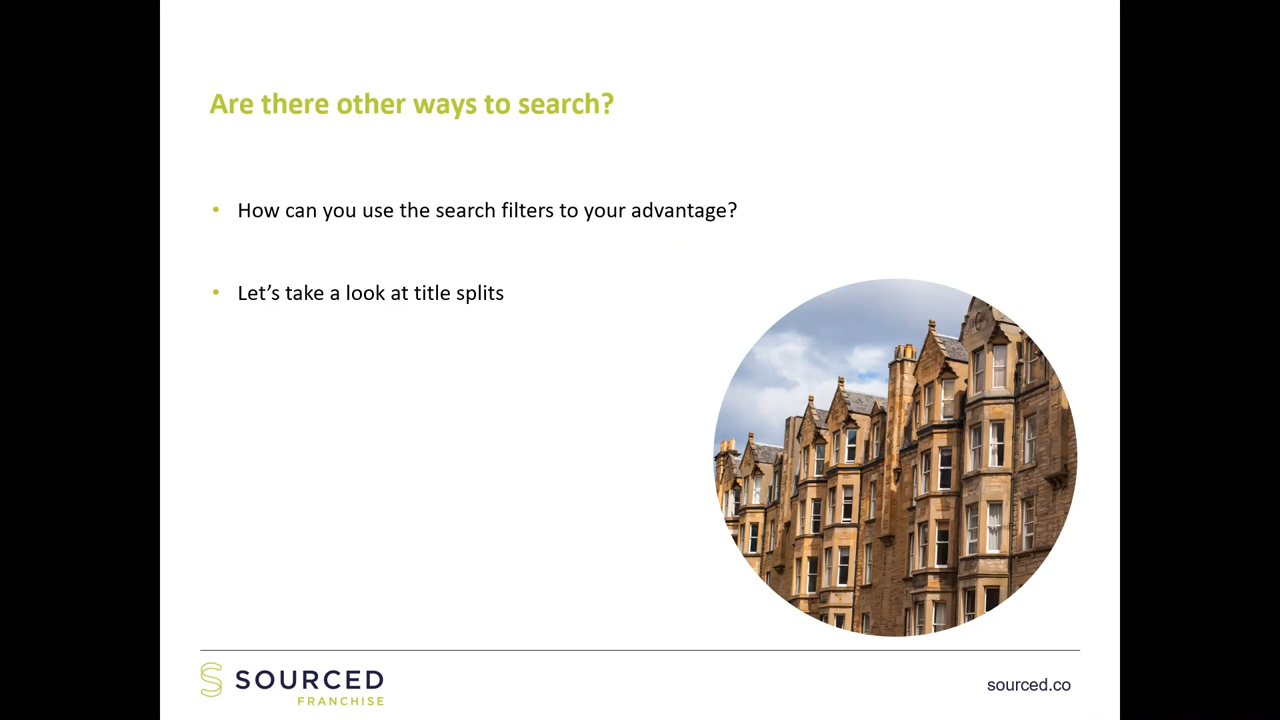 Are there other ways to search?
• How can you use the search filters to your advantage?
• Let’s take a look at title splits
SOURCED
FRANCHISE
sourced.co